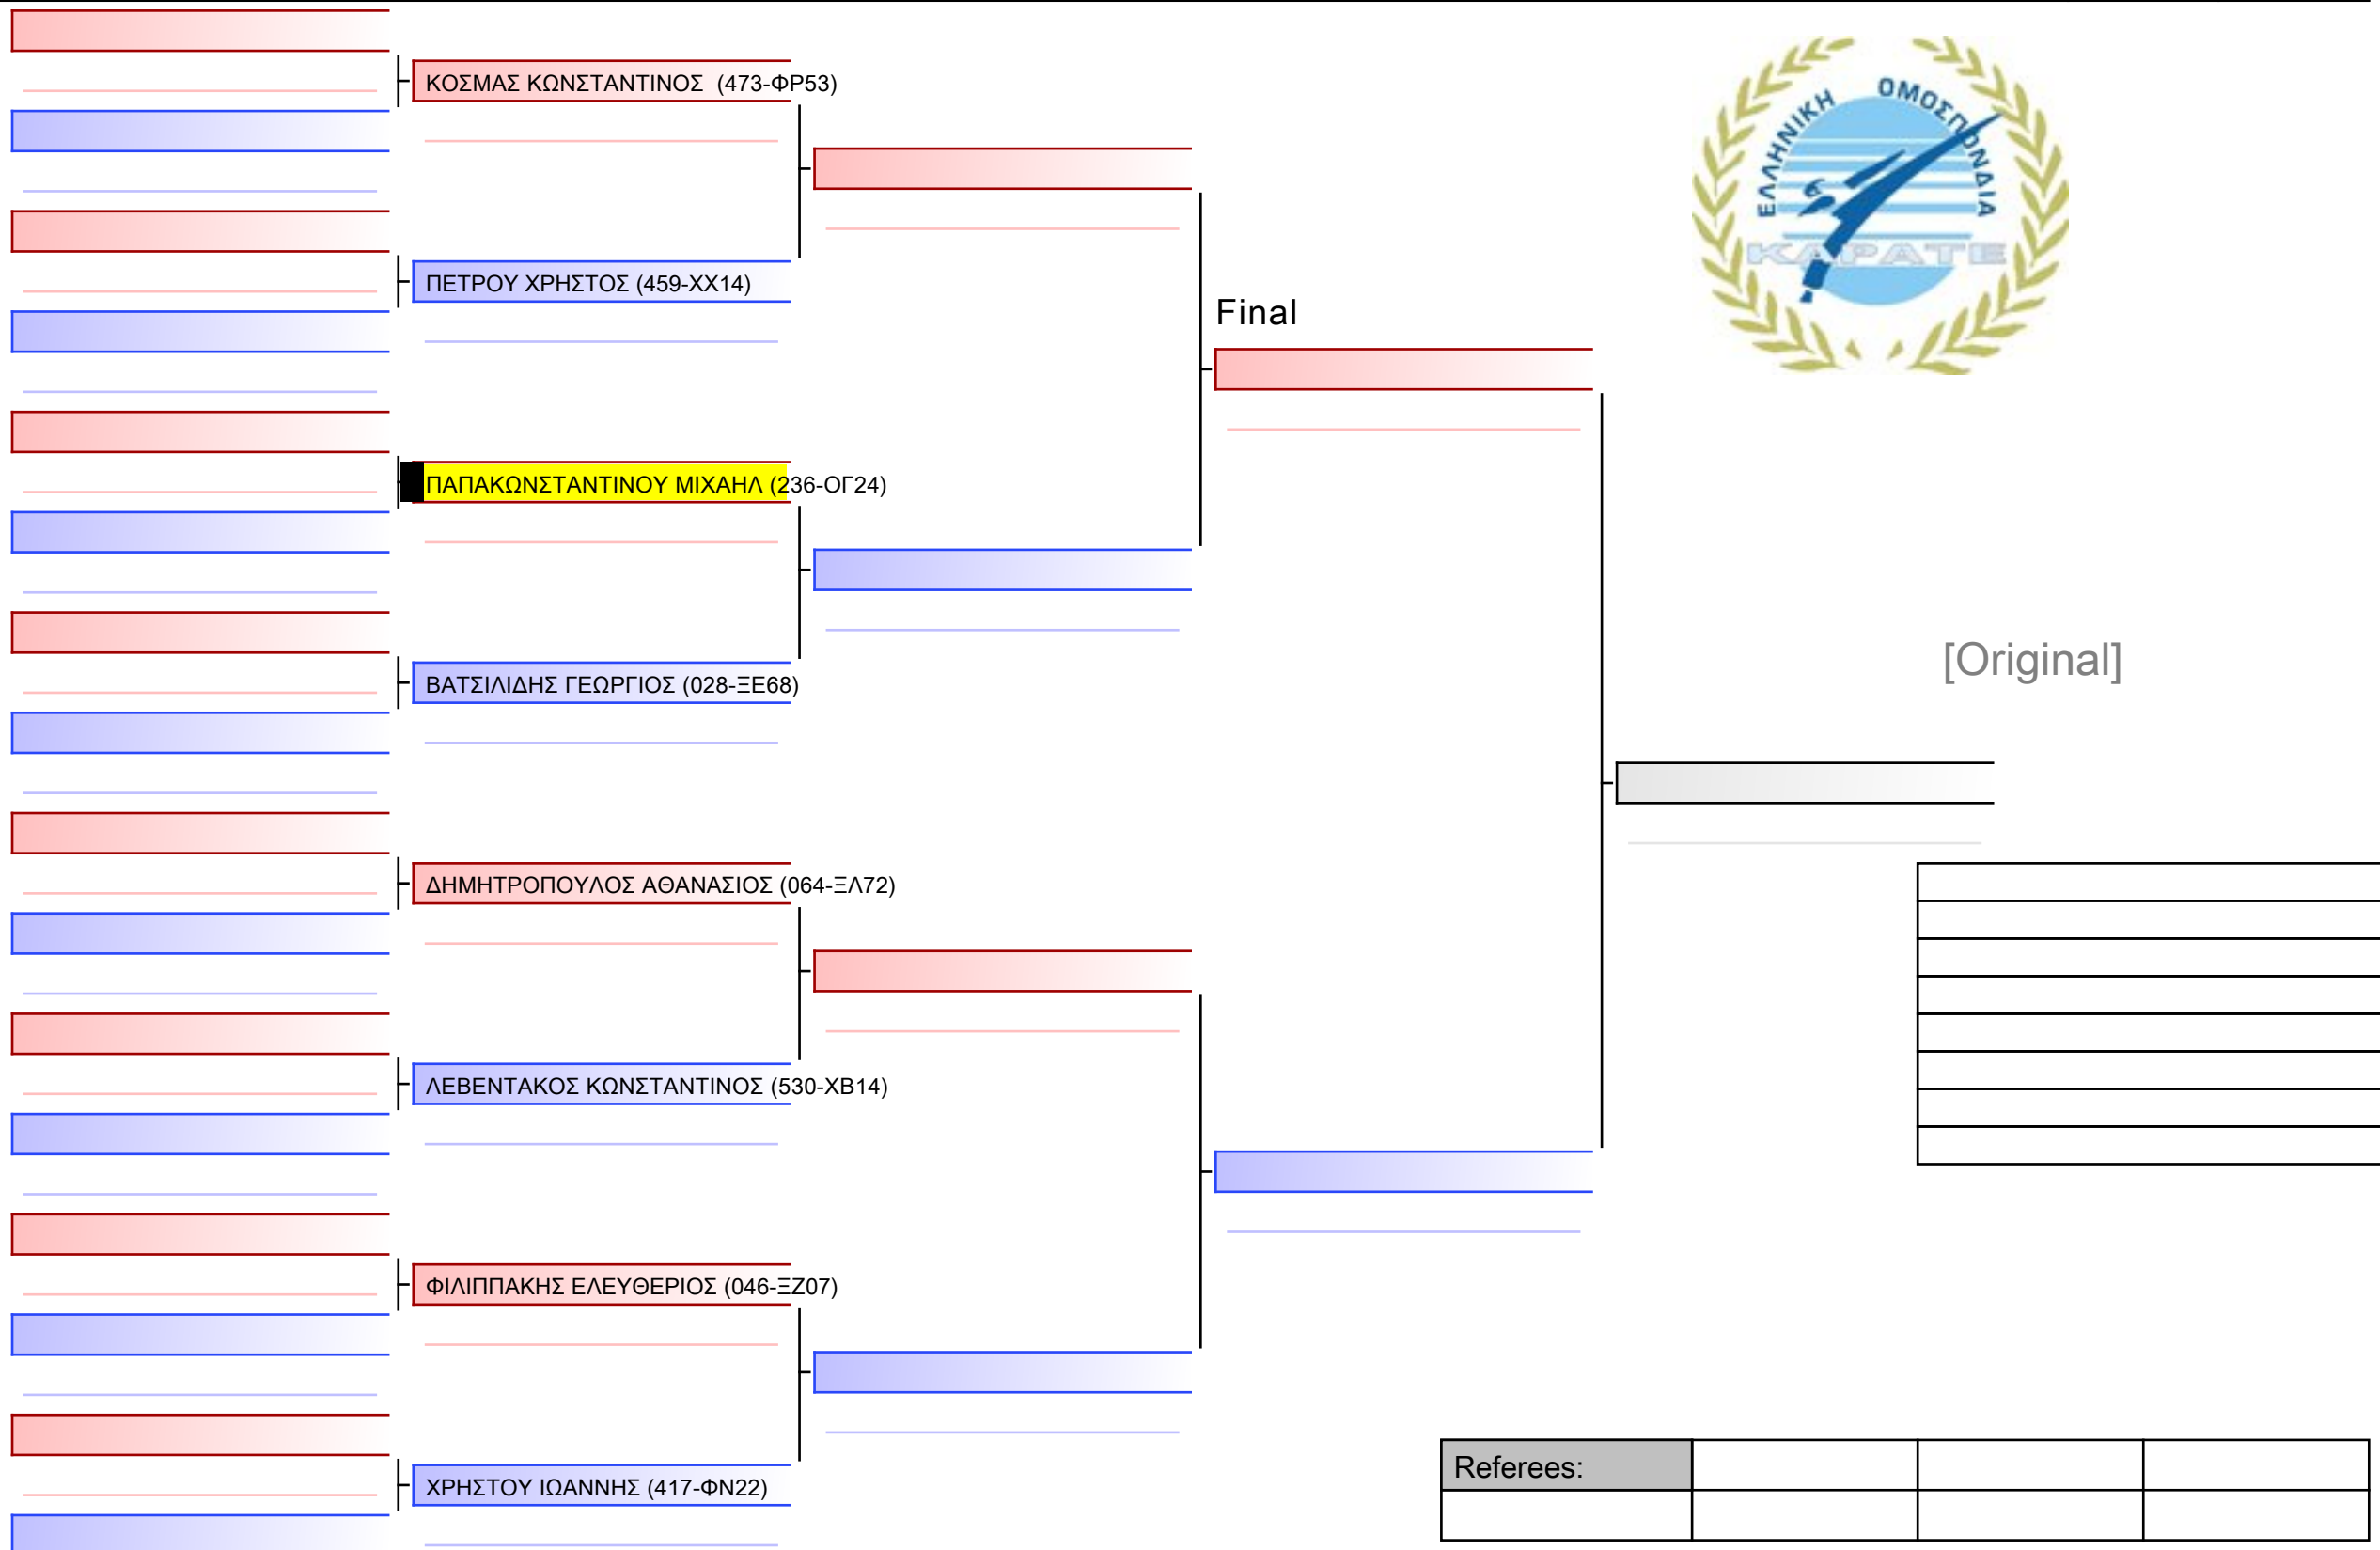 ΚΟΣΜΑΣ ΚΩΝΣΤΑΝΤΙΝΟΣ (473-ΦΡ53)
ΕΛΛΗΝΙΚΗ ΟΜΟΣΠΟΝΔΙΑ
ΚΑΡΑΤΕ
ΠΕΤΡΟΥ ΧΡΗΣΤΟΣ (459-ΧΧ14)
Final
ΠΑΠΑΚΩΝΣΤΑΝΤΙΝΟΥ ΜΙΧΑΗΛ (236-ΟΓ24)
[Original]
ΒΑΤΣΙΛΙΔΗΣ ΓΕΩΡΓΙΟΣ (028-ΞΕ68)
ΔΗΜΗΤΡΟΠΟΥΛΟΣ ΑΘΑΝΑΣΙΟΣ (064-ΞΛ72)
ΛΕΒΕΝΤΑΚΟΣ ΚΩΝΣΤΑΝΤΙΝΟΣ (530-ΧΒ14)
ΦΙΛΙΠΠΑΚΗΣ ΕΛΕΥΘΕΡΙΟΣ (046-ΞΖ07)
Referees:
ΧΡΗΣΤΟΥ ΙΩΑΝΝΗΣ (417-ΦΝ22)